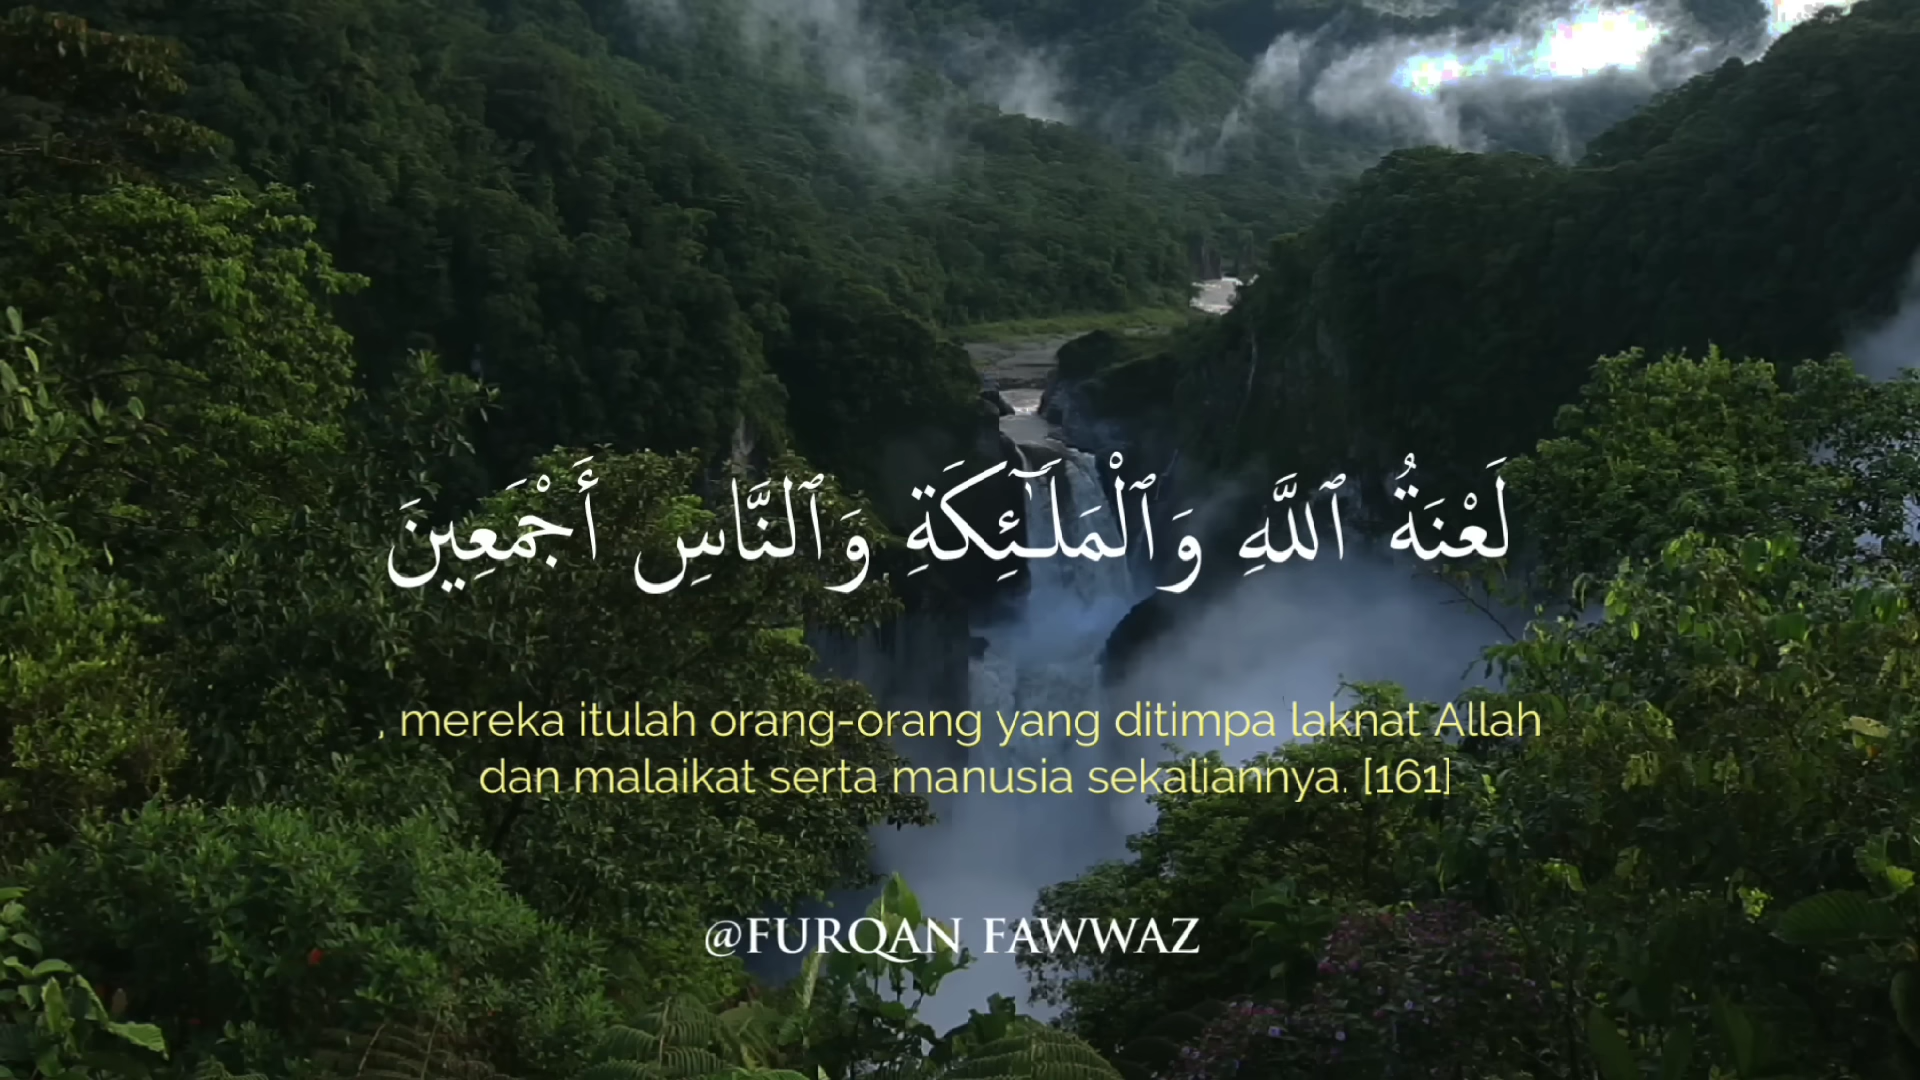 لَعْنَةُ ٱللَّهِ وَٱلْمَلَـٰٓئِكَةِ وَٱلنَّاسِ أَجْمَعِينَ
, mereka itulah orang-orang yang ditimpa laknat Allah
dan malaikat serta manusia sekaliannya. [161]
@FURQAN FAWWAZ